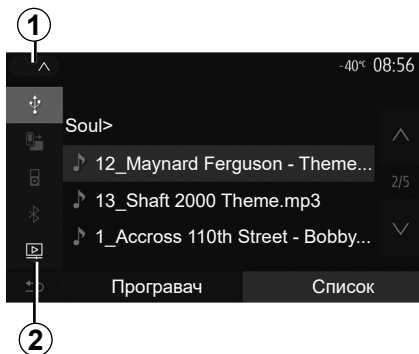 1
-40°C 08:56
Soul>
12_Maynard Ferguson - Theme...
2/5
13_Shaft 2000 Theme.mp3
1_Accross 110th Street - Bobby...
Програвач Список
2